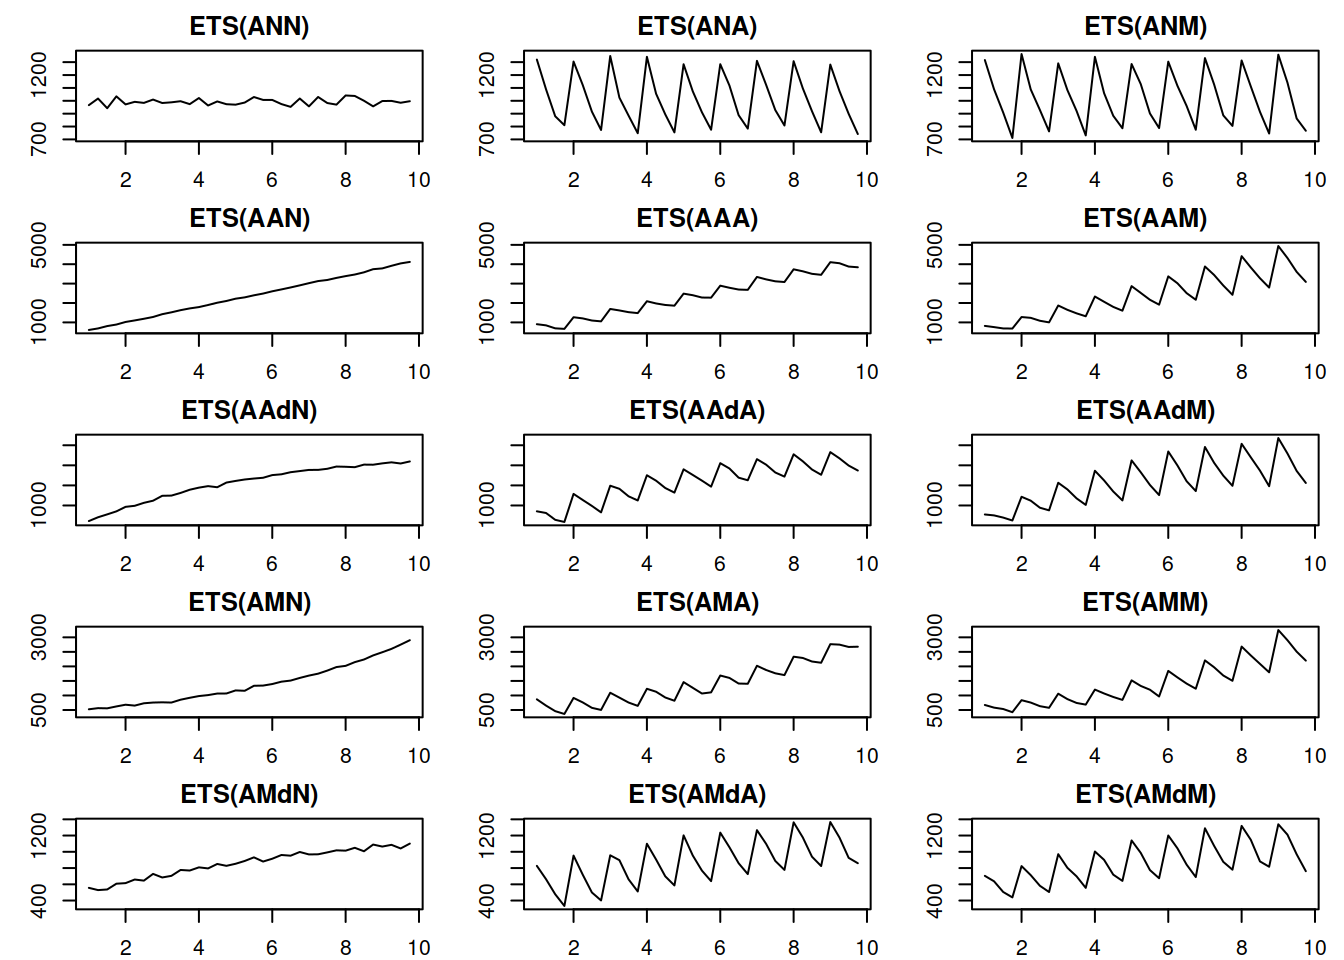 ETS(ANN) ETS(ANA) ETS(ANM)
1200 1200 1200
700 700 700
2 4 6 8 10 2 4 6 8 10 2 4 6 8 10
ETS(AAN) ETS(AAA) ETS(AAM)
5000 5000 5000
1000 1000 1000
2 4 6 8 10 2 4 6 8 10 2 4 6 8 10
ETS(AAdN) ETS(AAdA) ETS(AAdM)
1000 1000 1000
2 4 6 8 10 2 4 6 8 10 2 4 6 8 10
ETS(AMN) ETS(AMA) ETS(AMM)
3000 3000 3000
500 500 500
2 4 6 8 10 2 4 6 8 10 2 4 6 8 10
ETS(AMdN) ETS(AMdA) ETS(AMdM)
1200 1200 1200
400 400 400
2 4 6 8 10 2 4 6 8 10 2 4 6 8 10